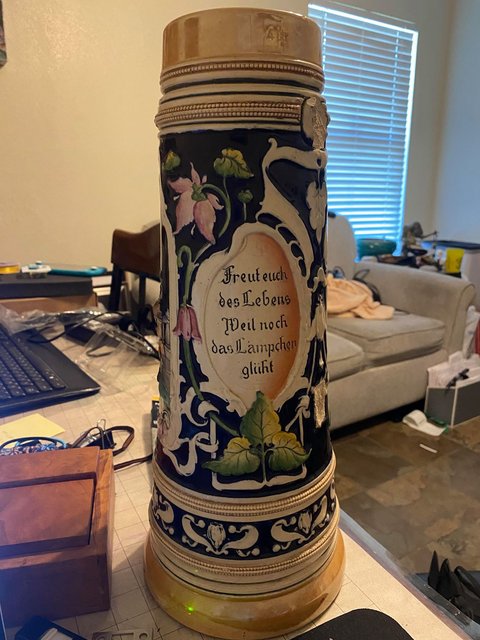 Freut euch
des Lebens
Weil noch
das Lämpchen
glüht